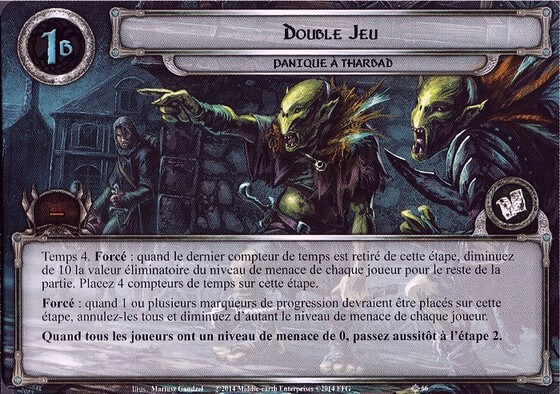 1B
Double Jeu
Panique à Tharbad
–
Temps 4. Forcé : quand le dernier compteur de temps est retiré de cette étape, diminuez
de 10 la valeur éliminatoire du niveau de menace de chaque joueur pour le reste de la
partie. Placez 4 compteurs de temps sur cette étape.
Forcé : quand 1 ou plusieurs marqueurs de progression devraient être placés sur cette
étape, annulez-les tous et diminuez d'autant le niveau de menace de chaque joueur.
Quand tous les joueurs ont un niveau de menace de 0, passez aussitôt à l'étape 2.
Illus. Mariusz Gandzel ©2014 Middle-earth Enterprises ©2014 FFG 66